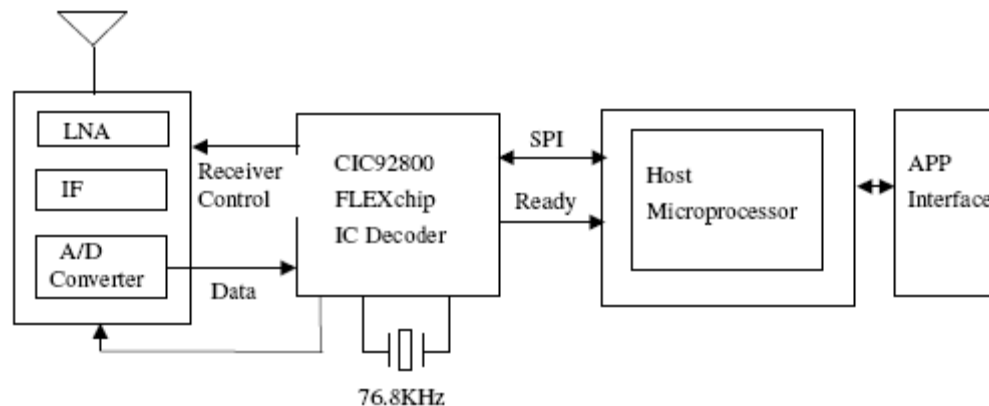 LNA
IF
A/D
Converter
Receiver
Control
Data
CIC92800
FLEXchip
IC Decoder
76.8KHz
SPI
Ready
Host
Microprocessor
APP
Interface